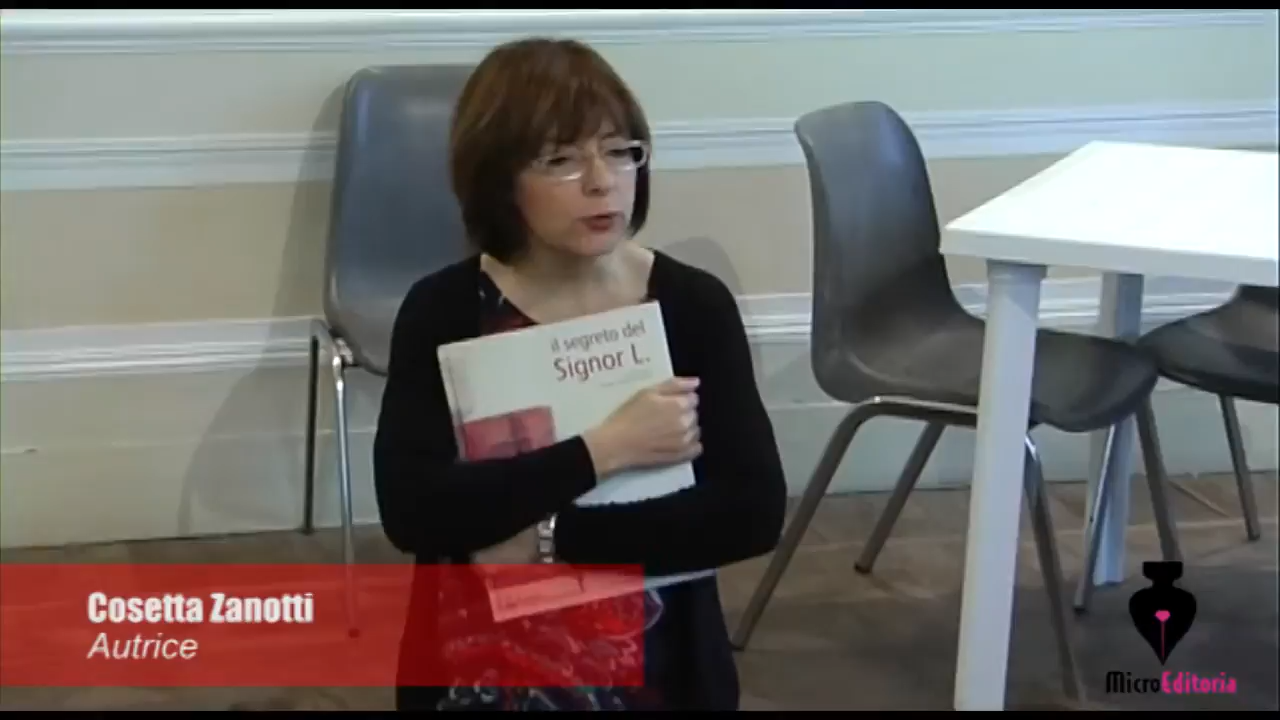 il segreto del
Signor L.
Cosetta Zanotti
Autrice
MicroEditoria